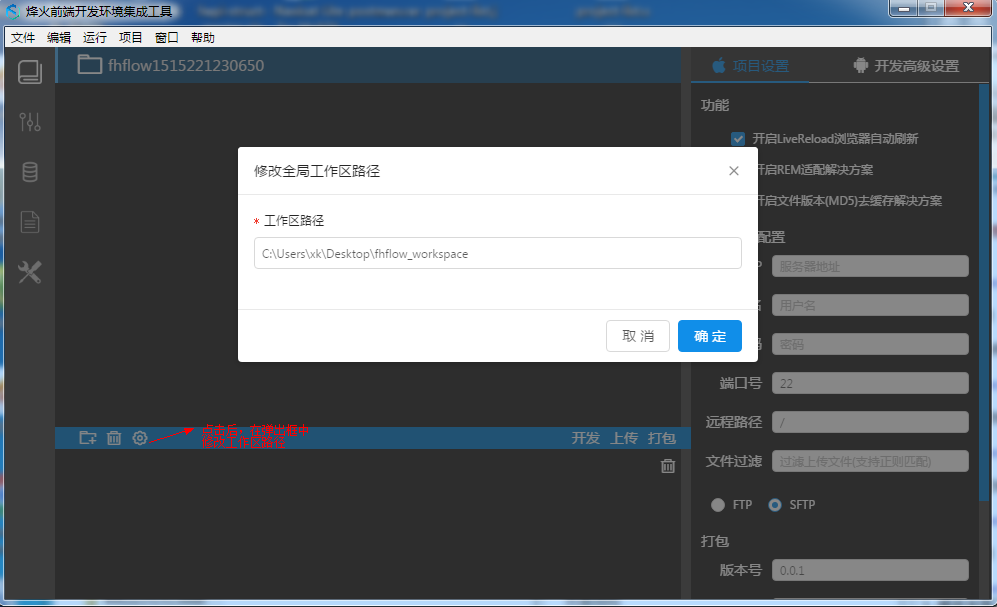 烽火前端开发环境集成工具
文件 编辑 运行 项目 窗口 帮助
fhflow1515221230650
项目设置 开发高级设置
功能
开启LiveReload浏览器自动刷新
开启REM适配解决方案
开启文件版本(MD5)去缓存解决方案
修改全局工作区路径
* 工作区路径
C:\Users\xk\Desktop\fhflow_workspace
取 消 确 定
配置
服务器地址
用户名
密码
端口号 22
远程路径 /
文件过滤 过滤上传文件(支持正则匹配)
FTP SFTP
开发 上传 打包
打包
版本号 0.0.1